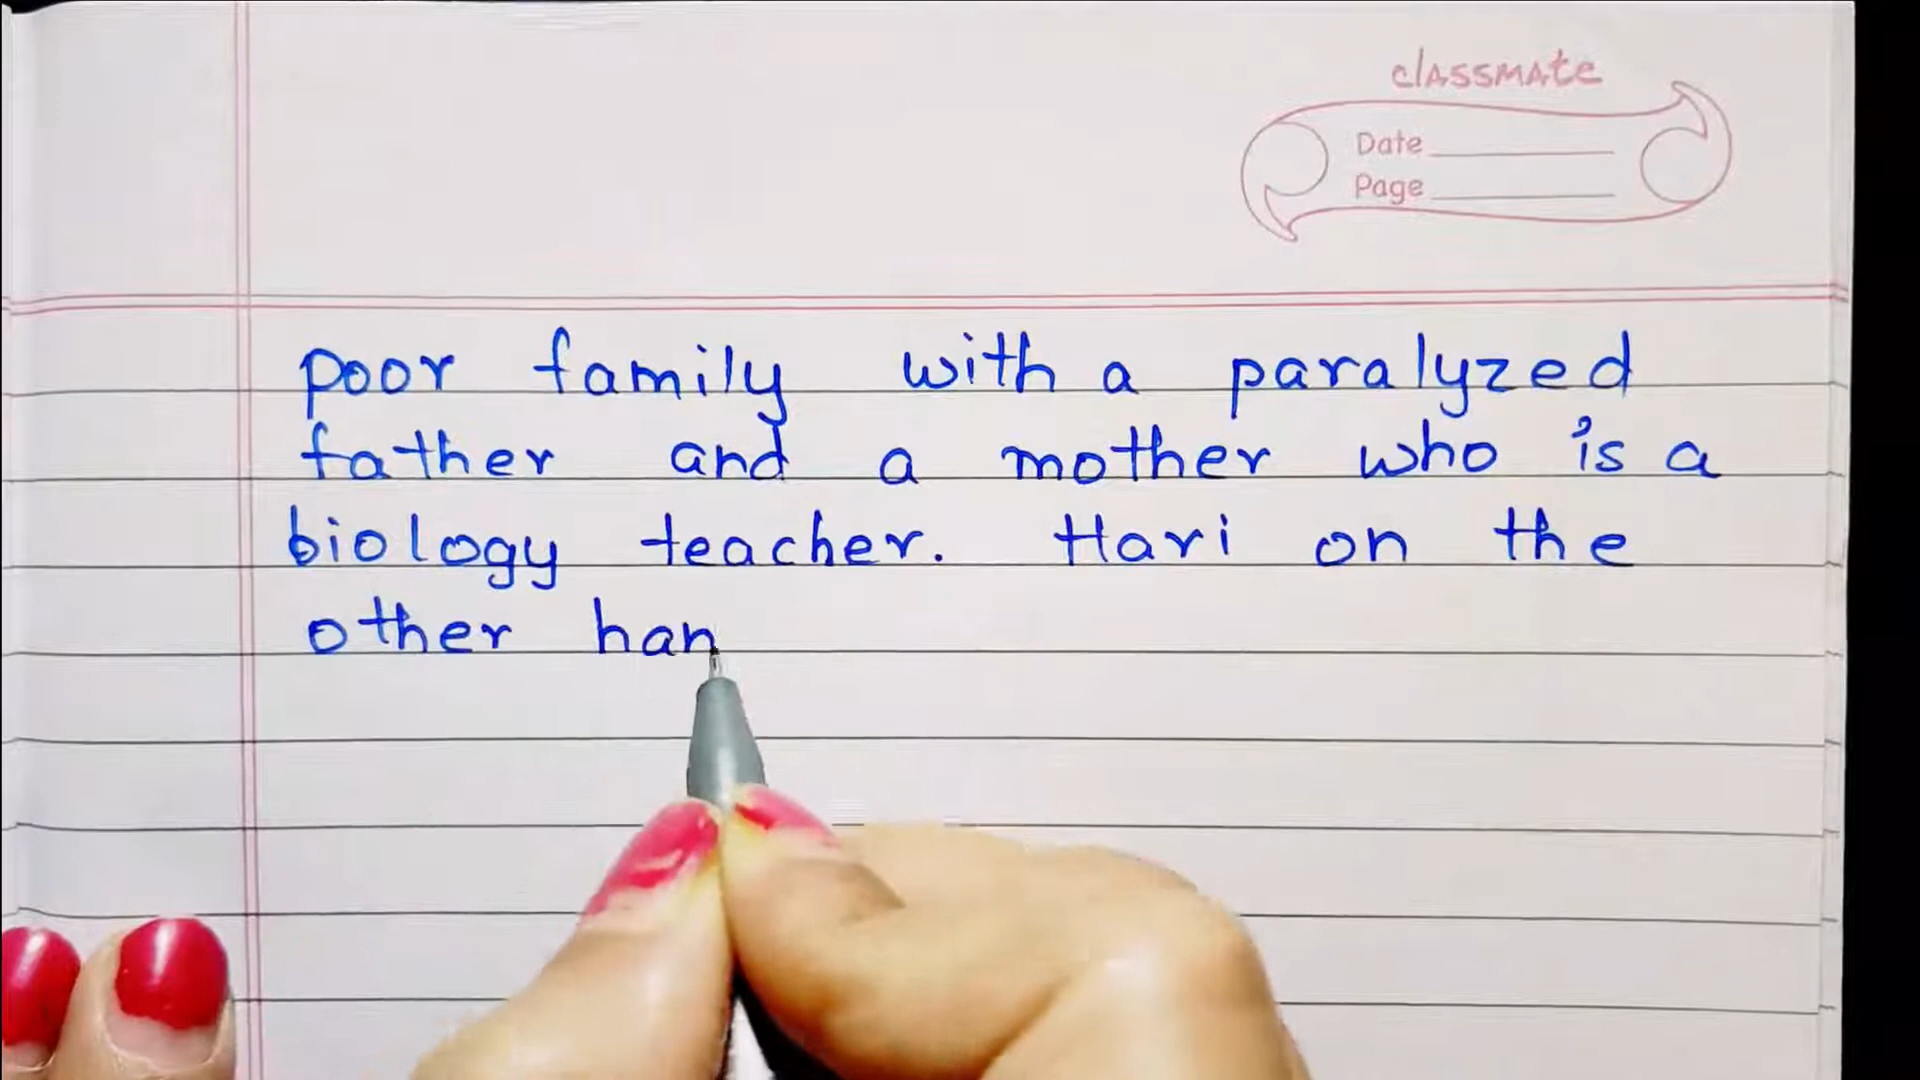 classmate
Date
Page
poor family with a paralyzed
father and a mother who is a
biology teacher. Hari on the
other han